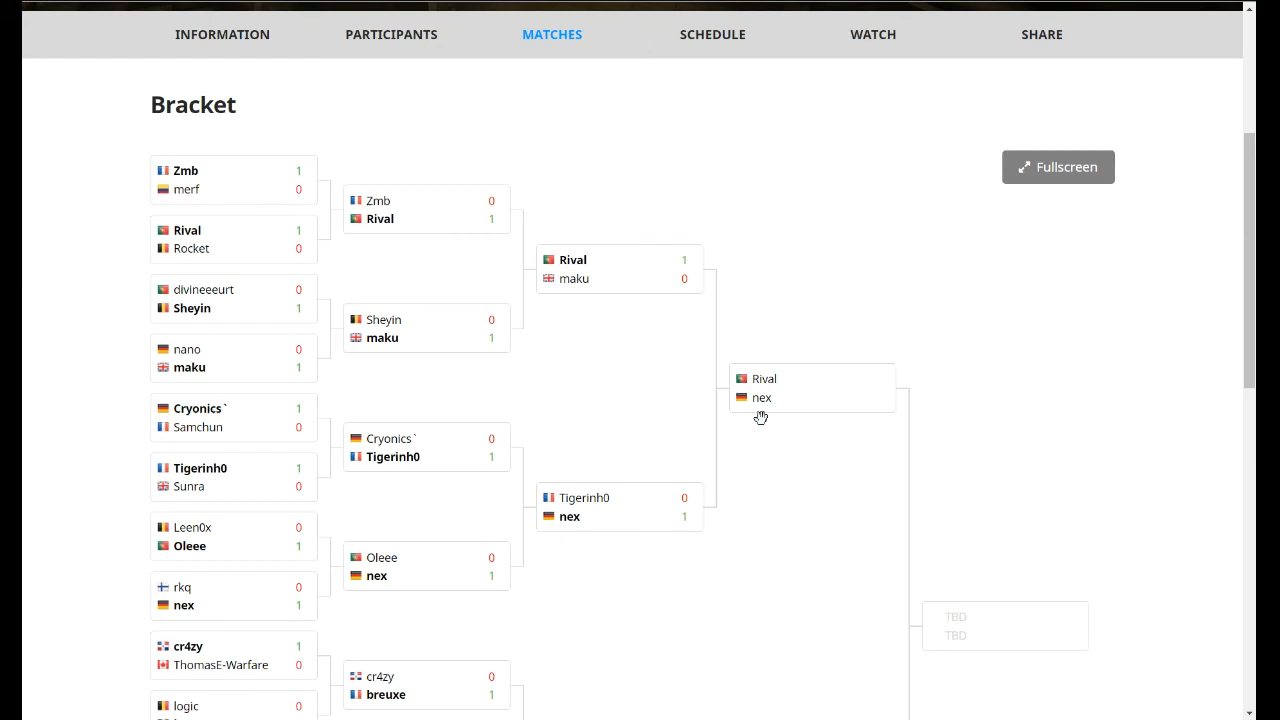 INFORMATION PARTICIPANTS MATCHES SCHEDULE WATCH SHARE
Bracket
Fullscreen
Zmb 1
merf 0
Rival 1
Rocket 0
divineeeurt 0
Sheyin 1
nano 0
maku 1
Cryonics` 1
Samchun 0
Tigerinh0 1
Sunra 0
Leen0x 0
Oleee 1
rkq 0
nex 1
cr4zy 1
ThomasE-Warfare 0
logic 0
Zmb 0
Rival 1
Sheyin 0
maku 1
Cryonics` 0
Tigerinh0 1
Oleee 0
nex 1
cr4zy 0
breuxe 1
Rival 1
maku 0
Tigerinh0 0
nex 1
Rival
nex
TBD
TBD